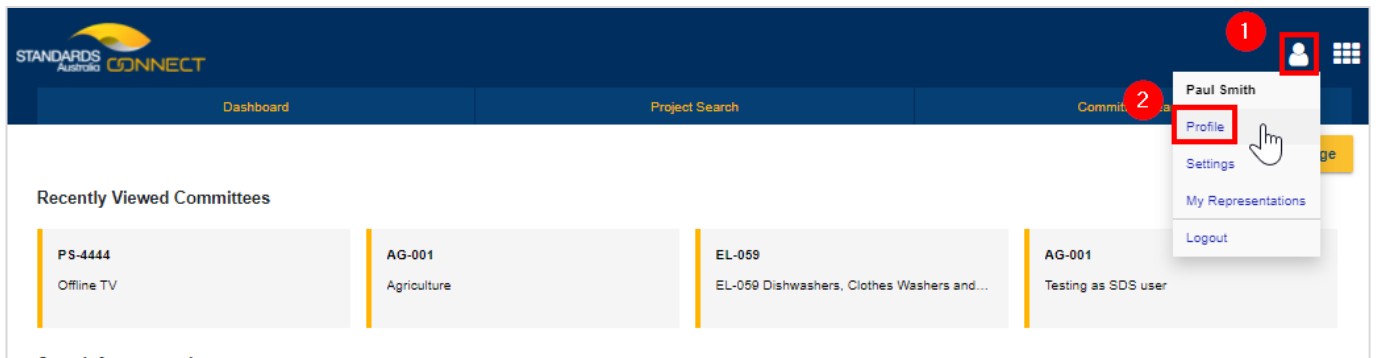 1
STANDARDS
Australia CONNECT
Paul Smith
Dashboard
Project Search
2
Profile
Settings
My Representations
Logout
ge
Recently Viewed Committees
PS-4444
Offline TV
AG-001
Agriculture
EL-059
EL-059 Dishwashers, Clothes Washers and...
AG-001
Testing as SDS user